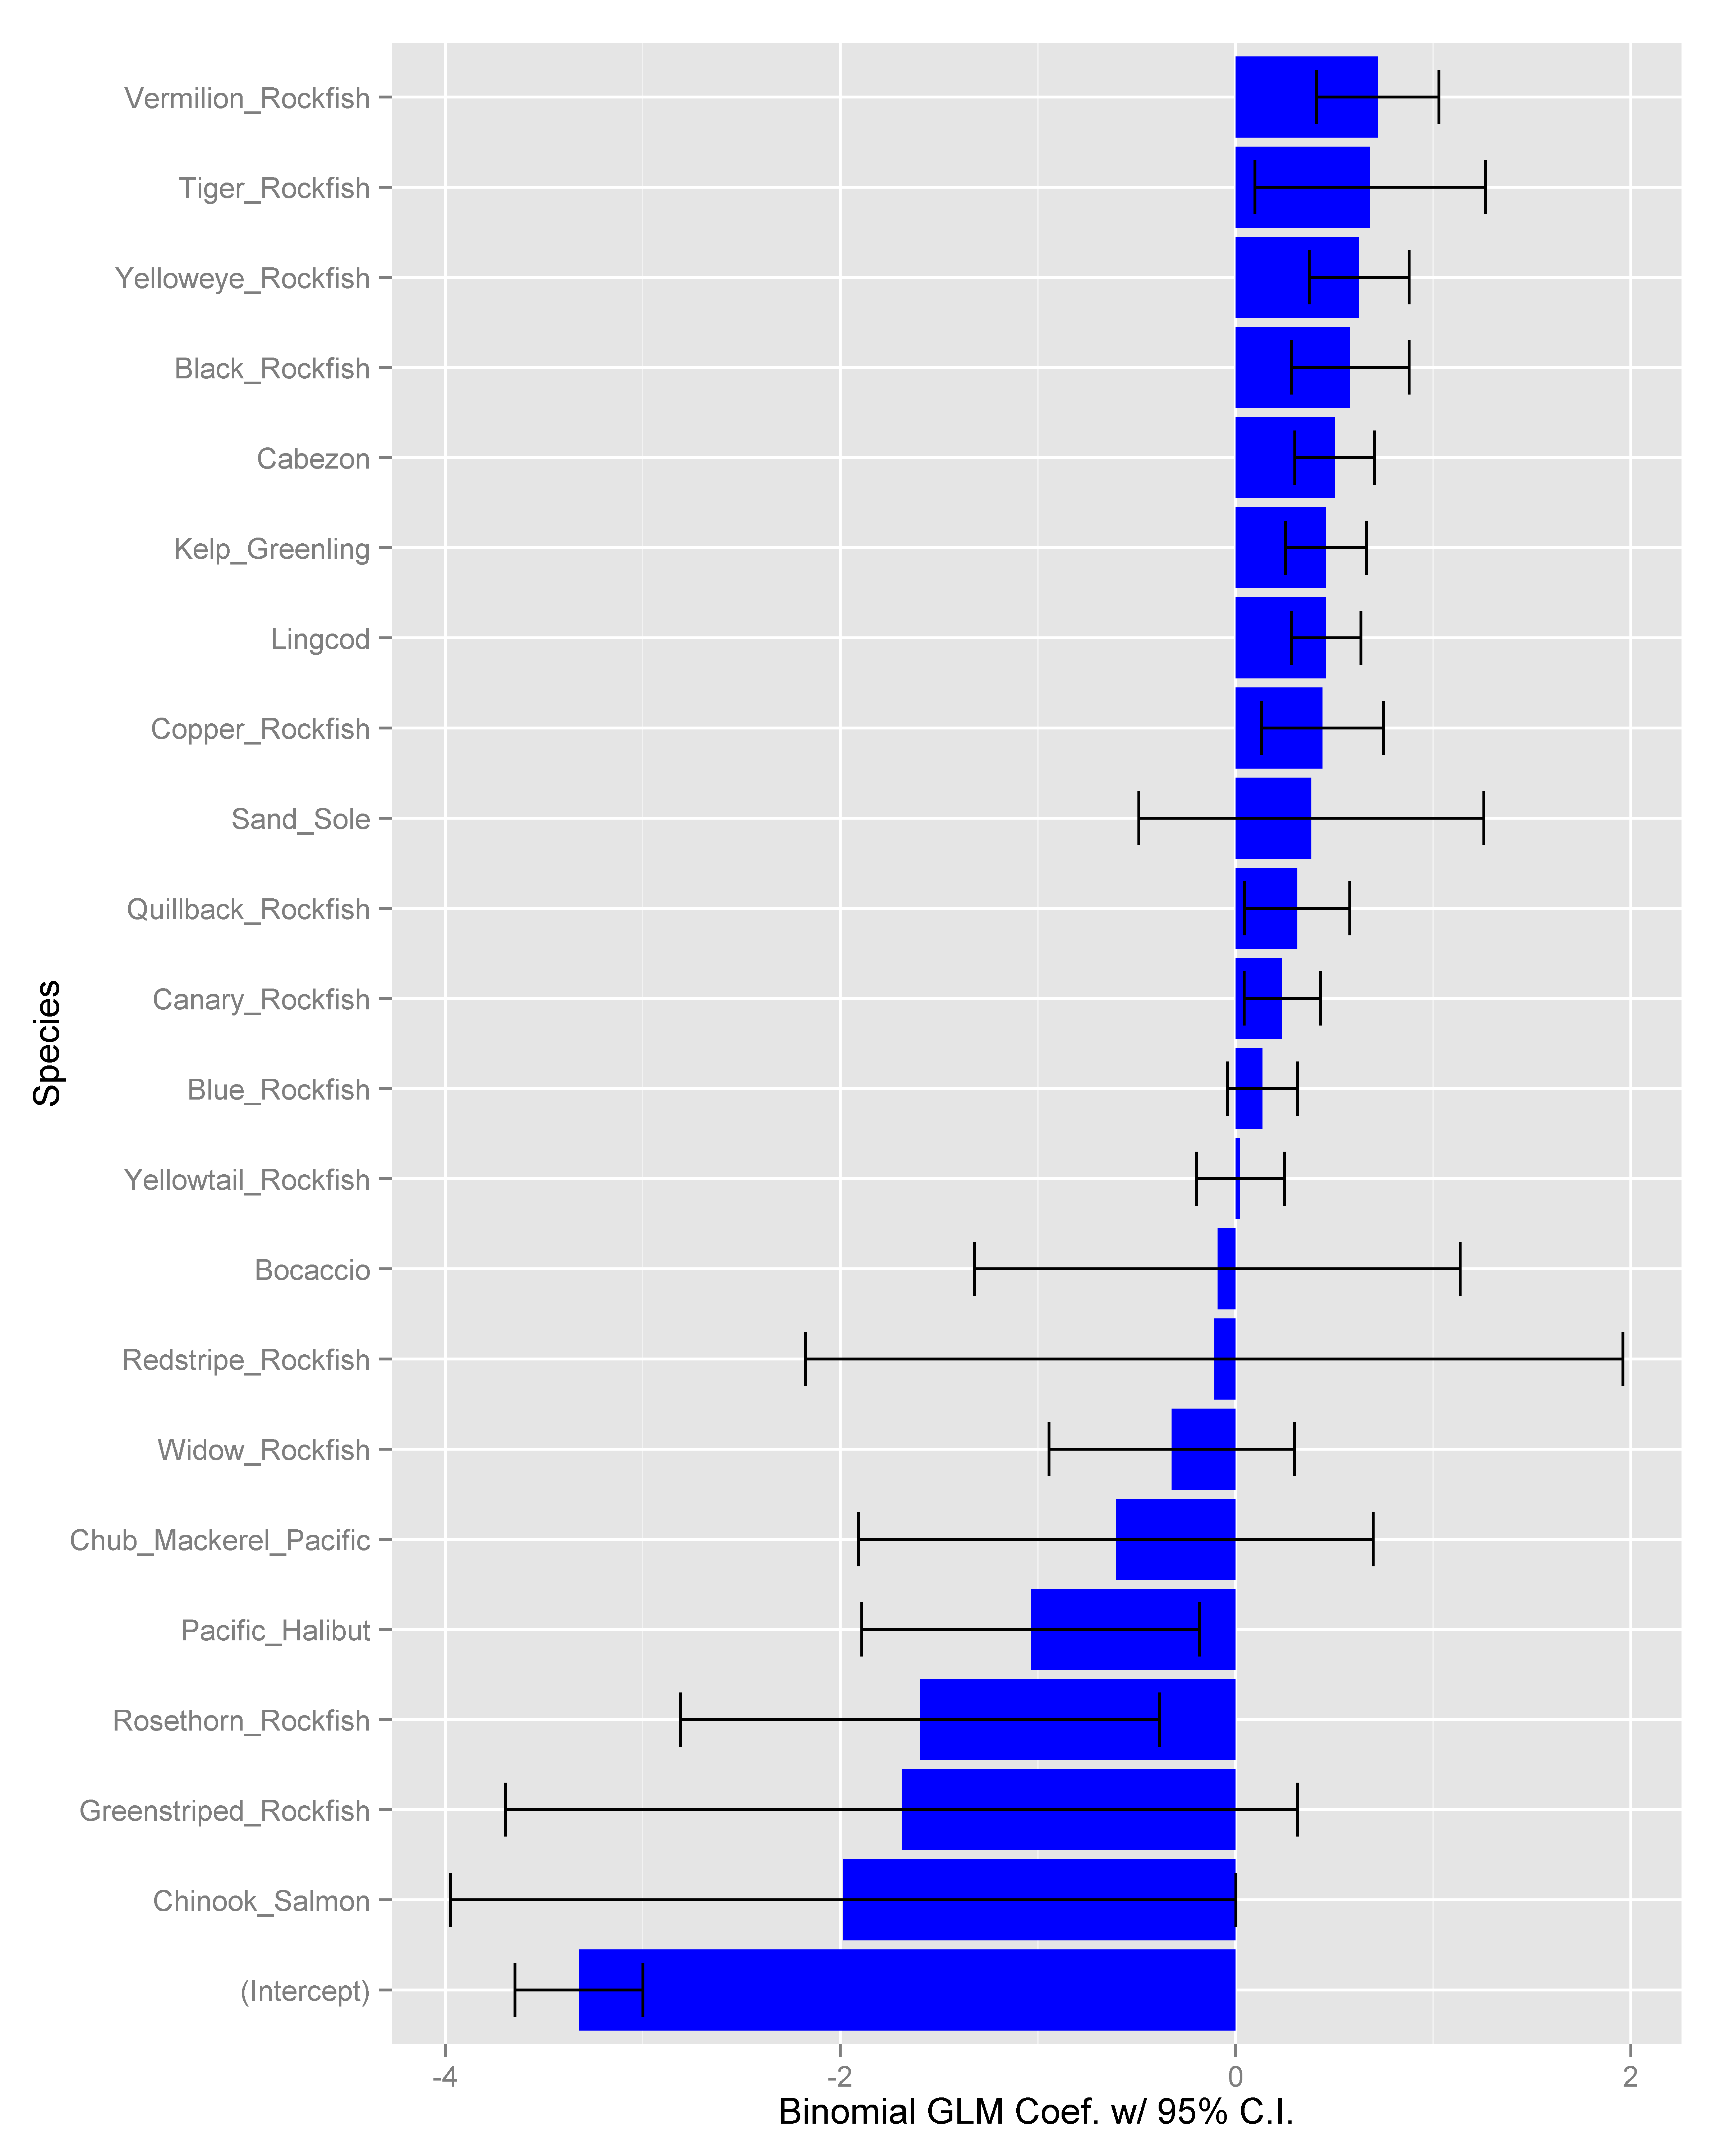 Vermilion_Rockfish
Tiger_Rockfish
Yelloweye_Rockfish
Black_Rockfish
Cabezon
Kelp_Greenling
Lingcod
Copper_Rockfish
Sand_Sole
Quillback_Rockfish
Canary_Rockfish
Blue_Rockfish
Yellowtail_Rockfish
Bocaccio
Redstripe_Rockfish
Widow_Rockfish
Chub_Mackerel_Pacific
Pacific_Halibut
Rosethorn_Rockfish
Greenstriped_Rockfish
Chinook_Salmon
(Intercept)
Species
-4 -2 0 2
Binomial GLM Coef. w/ 95% C.I.